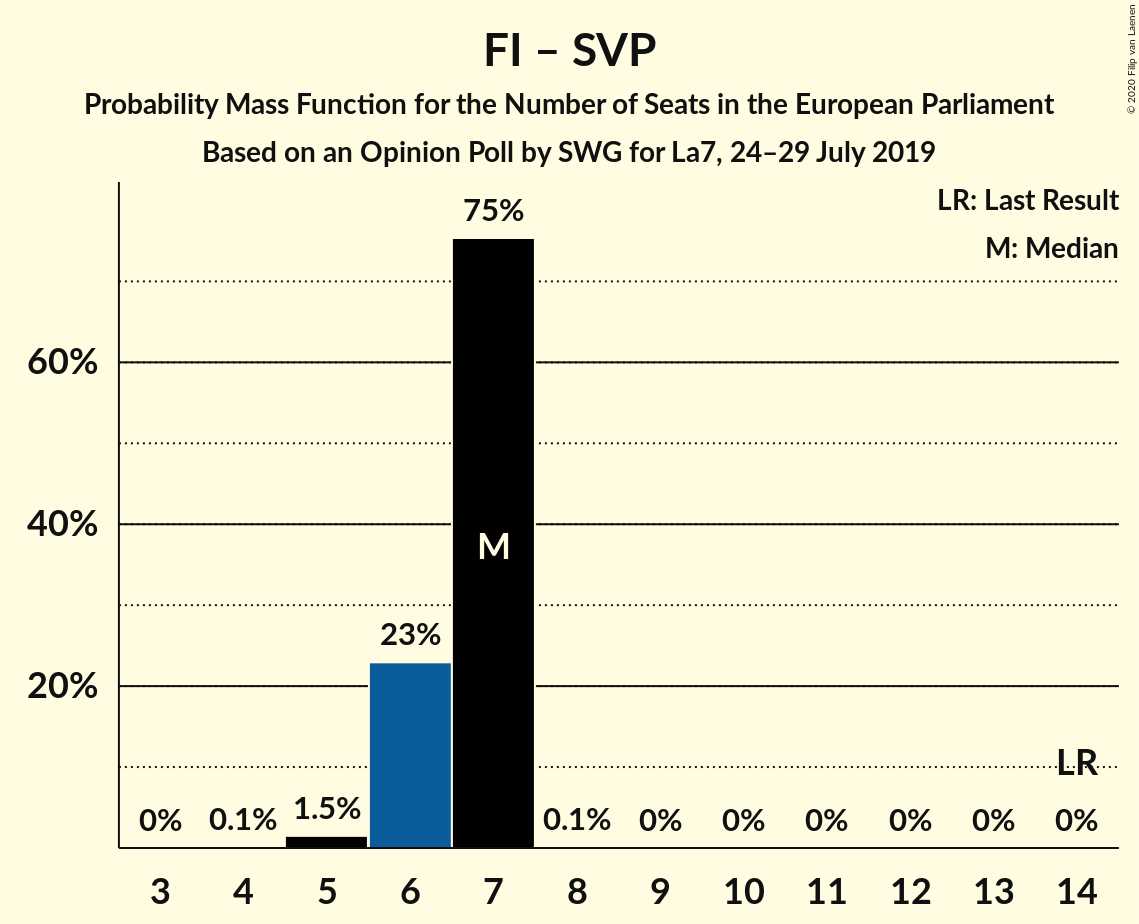 FI – SVP
Probability Mass Function for the Number of Seats in the European Parliament
Based on an Opinion Poll by SWG for La7, 24–29 July 2019
© 2020 Filip van Laenen
LR: Last Result
M: Median
75%
60%
40%
M
23%
20%
LR
0% 0.1% 1.5% 0.1% 0% 0% 0% 0% 0% 0%
3 4 5 6 7 8 9 10 11 12 13 14